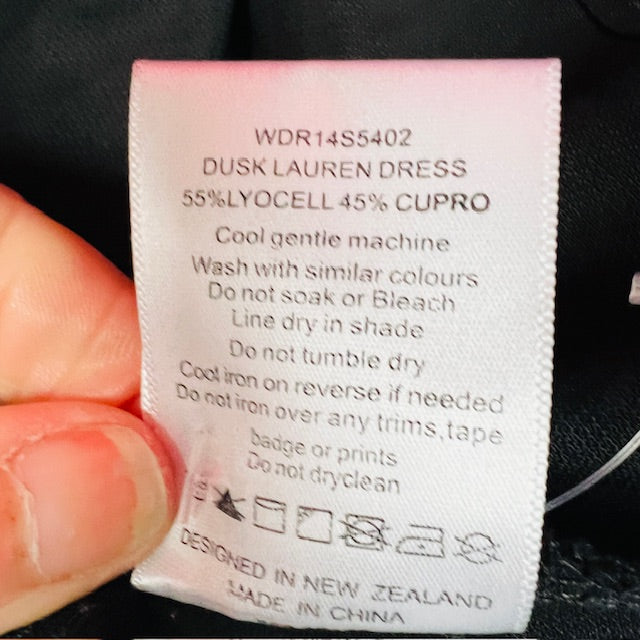 WDR14S5402
DUSK LAUREN DRESS
55%LYOCELL 45% CUPRO
Cool gentle machine
Wash with similar colours
Do not soak or Bleach
Line dry in shade
Do not tumble dry
Cool iron on reverse if needed
Do not iron over any trims,tape
badge or prints
Do not dryclean
DESIGNED IN NEW ZEALAND
MADE IN CHINA